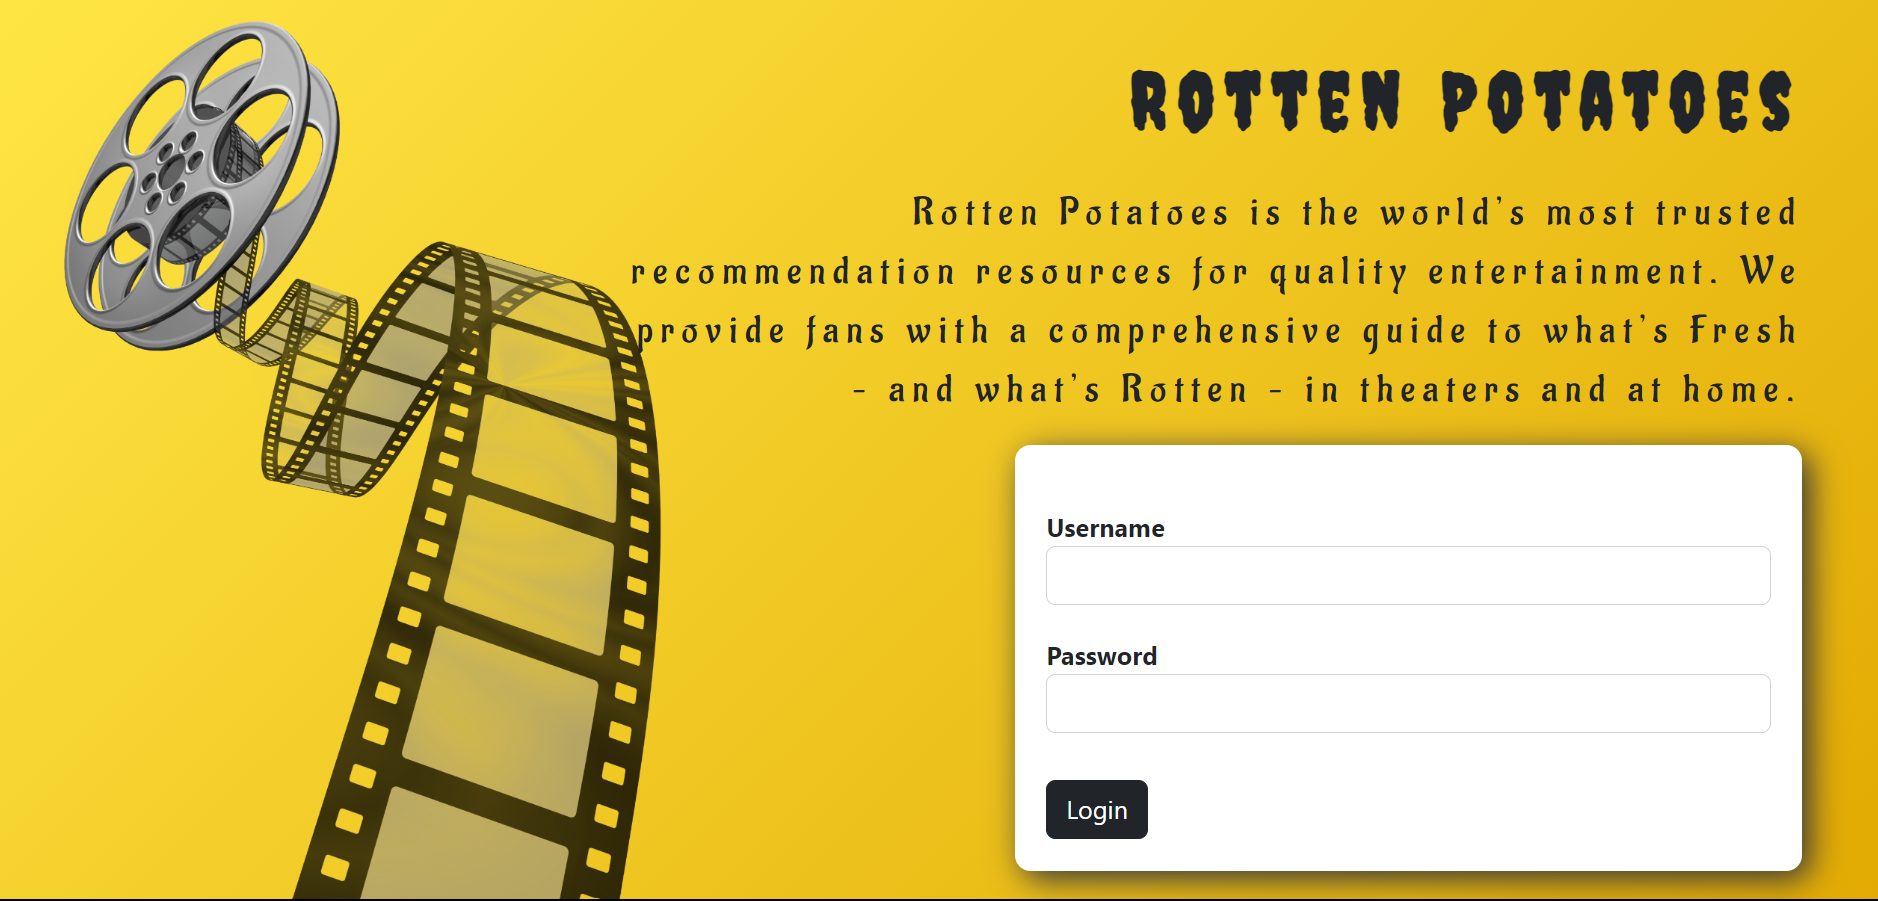 ROTTEN POTATOES
Rotten Potatoes is the world's most trusted
recommendation resources for quality entertainment. We
provide fans with a comprehensive guide to what's Fresh
- and what's Rotten - in theaters and at home.
Username
Password
Login